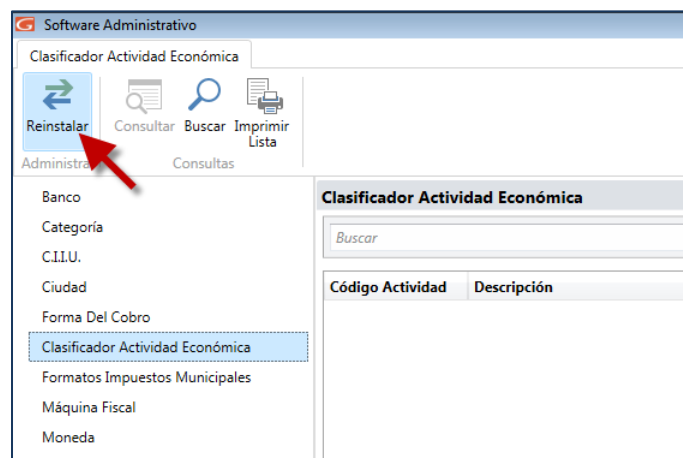 Software Administrativo
Clasificador Actividad Económica
Reinstalar
Consultar
Buscar
Imprimir
Lista
Administra
Consultas
Banco
Categoría
C.I.I.U.
Ciudad
Forma Del Cobro
Clasificador Actividad Económica
Formatos Impuestos Municipales
Máquina Fiscal
Moneda
Clasificador Actividad Económica
Buscar
Código Actividad
Descripción